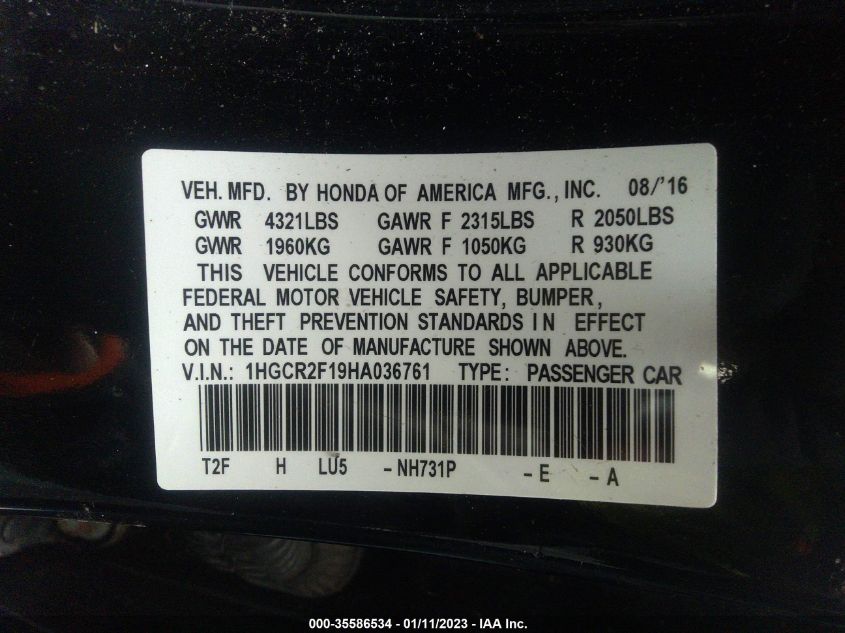 VEH. MFD. BY HONDA OF AMERICA MFG., INC. 08/'16
GVWR 4321LBS GAWR F 2315LBS R 2050LBS
GVWR 1960KG GAWR F 1050KG R 930KG
THIS VEHICLE CONFORMS TO ALL APPLICABLE
FEDERAL MOTOR VEHICLE SAFETY, BUMPER,
AND THEFT PREVENTION STANDARDS IN EFFECT
ON THE DATE OF MANUFACTURE SHOWN ABOVE.
V.I.N.: 1HGCR2F19HA036761 TYPE: PASSENGER CAR
T2F H LU5 - NH731P - E - A
000-35586534 - 01/11/2023 - IAA Inc.